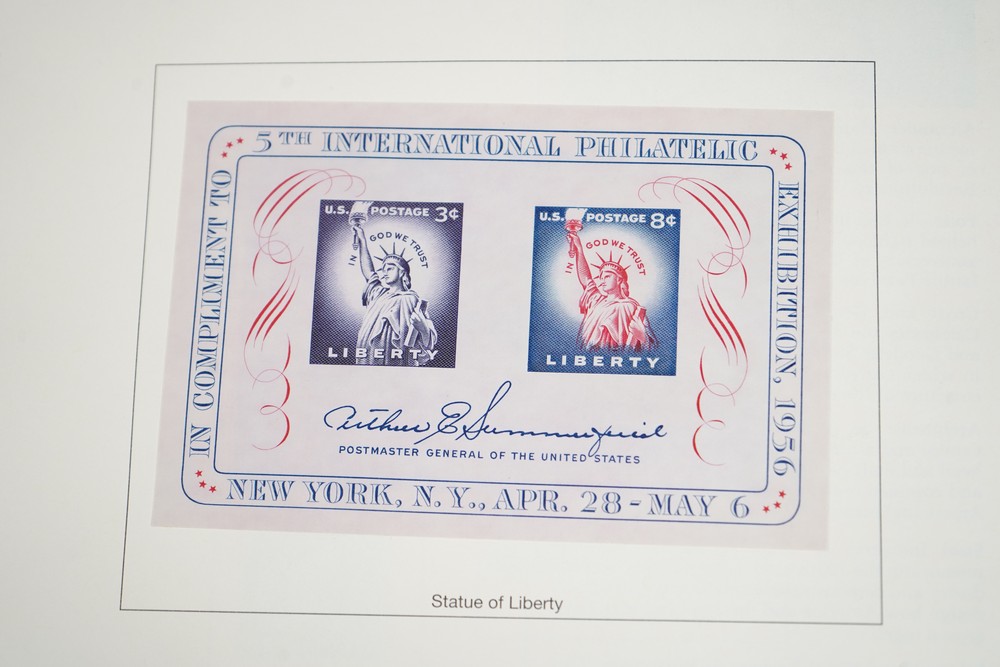 IN COMPLIMENT TO
5TH INTERNATIONAL PHILATELIC
EXHIBITION, 1956
U.S. POSTAGE 3¢
IN GOD WE TRUST
LIBERTY
U.S. POSTAGE 8¢
IN GOD WE TRUST
LIBERTY
Arthur E Summerfield
POSTMASTER GENERAL OF THE UNITED STATES
NEW YORK, N.Y., APR. 28-MAY 6
Statue of Liberty